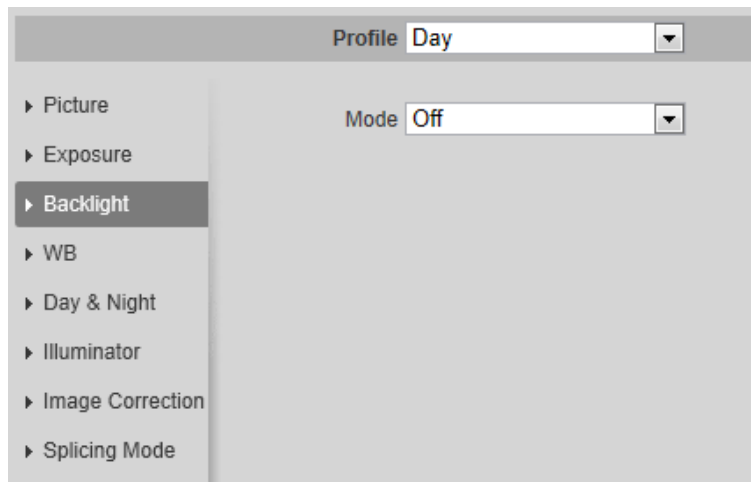 Profile Day
Picture
Mode Off
Exposure
Backlight
WB
Day & Night
Illuminator
Image Correction
Splicing Mode